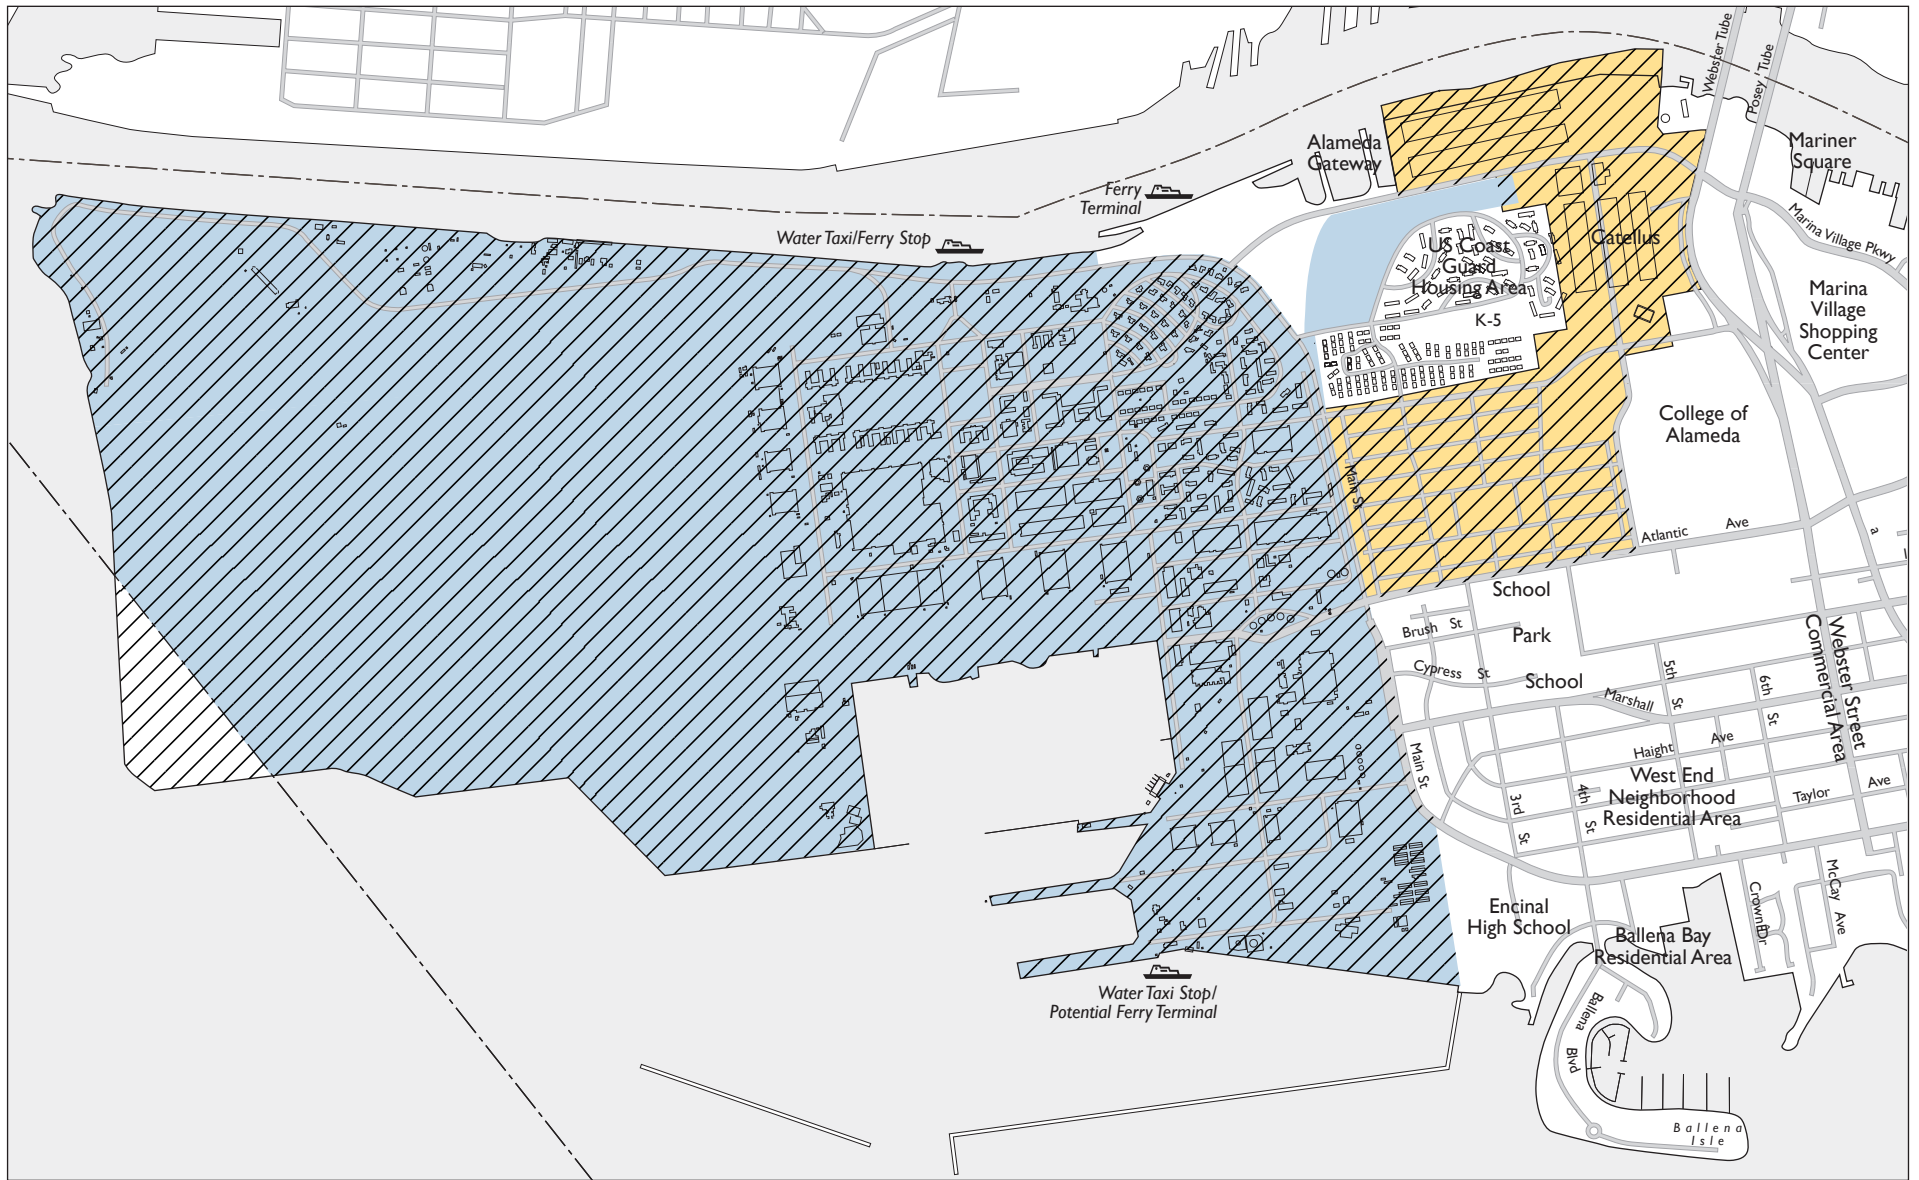 Webster Tube
Posey Tube
Alameda
Gateway
Mariner
Square
Ferry
Terminal
Water Taxi/Ferry Stop
Marina Village Pkwy
US Coast
Guard
Housing Area
Catellus
K-5
Marina
Village
Shopping
Center
College of
Alameda
Main St
Atlantic Ave
a
School
Brush St
Park
Cypress St
School
Marshall
5th St
6th St
Webster Street
Commercial Area
Haight Ave
Main St
West End
Neighborhood
Residential Area
3rd St
4th St
Taylor Ave
McCay Ave
Crown Dr
Encinal
High School
Ballena Bay
Residential Area
Water Taxi Stop/
Potential Ferry Terminal
Ballena Blvd
Ballena
Isle